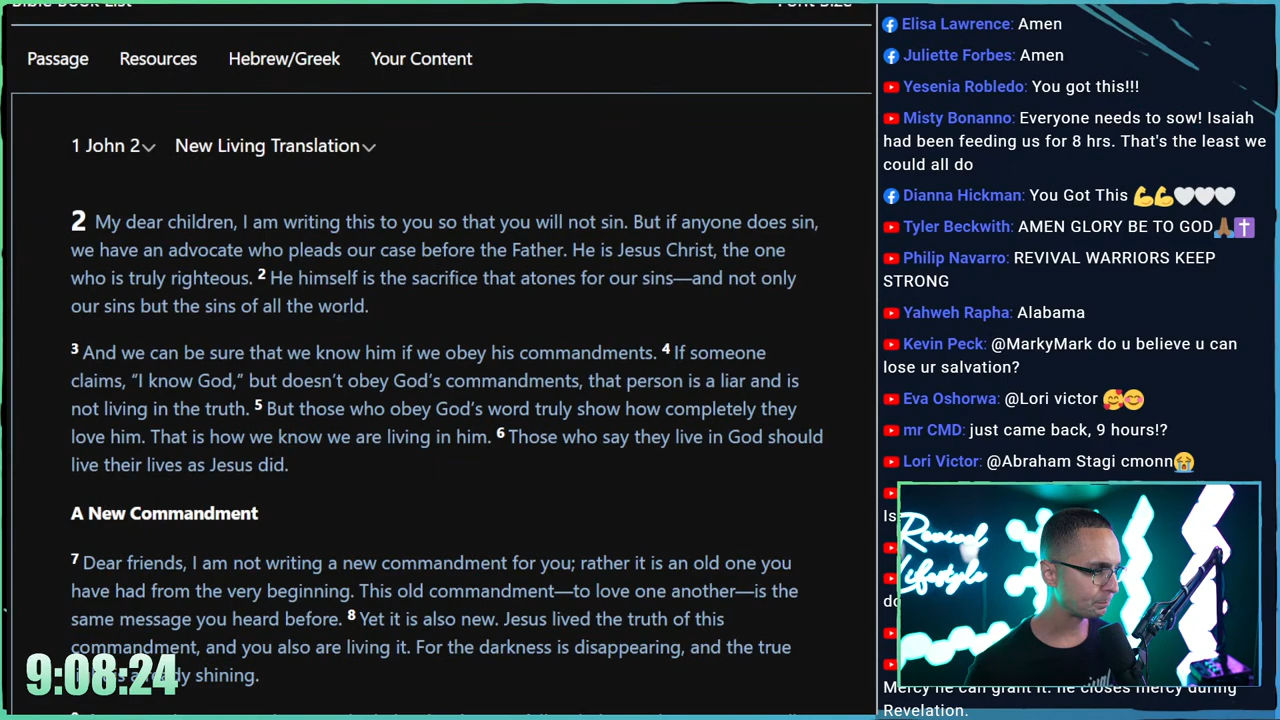 Passage
Resources
Hebrew/Greek
Your Content
1 John 2
New Living Translation
2 My dear children, I am writing this to you so that you will not sin. But if anyone does sin,
we have an advocate who pleads our case before the Father. He is Jesus Christ, the one
who is truly righteous. 2 He himself is the sacrifice that atones for our sins—and not only
our sins but the sins of all the world.
3 And we can be sure that we know him if we obey his commandments. 4 If someone
claims, “I know God,” but doesn’t obey God’s commandments, that person is a liar and is
not living in the truth. 5 But those who obey God’s word truly show how completely they
love him. That is how we know we are living in him. 6 Those who say they live in God should
live their lives as Jesus did.
A New Commandment
7 Dear friends, I am not writing a new commandment for you; rather it is an old one you
have had from the very beginning. This old commandment—to love one another—is the
same message you heard before. 8 Yet it is also new. Jesus lived the truth of this
commandment, and you also are living it. For the darkness is disappearing, and the true
shining.
9:08:24
Elisa Lawrence: Amen
Juliette Forbes: Amen
Yesenia Robledo: You got this!!!
Misty Bonanno: Everyone needs to sow! Isaiah
had been feeding us for 8 hrs. That's the least we
could all do
Dianna Hickman: You Got This 💪💪🤍🤍🤍
Tyler Beckwith: AMEN GLORY BE TO GOD🙏🏾✝️
Philip Navarro: REVIVAL WARRIORS KEEP
STRONG
Yahweh Rapha: Alabama
Kevin Peck: @MarkyMark do u believe u can
lose ur salvation?
Eva Oshorwa: @Lori victor 🥰😊
mr CMD: just came back, 9 hours!?
Lori Victor: @Abraham Stagi cmonn😭
Is
do
Revival
Lifestyle
Mercy he can grant it. he closes mercy during
Revelation.